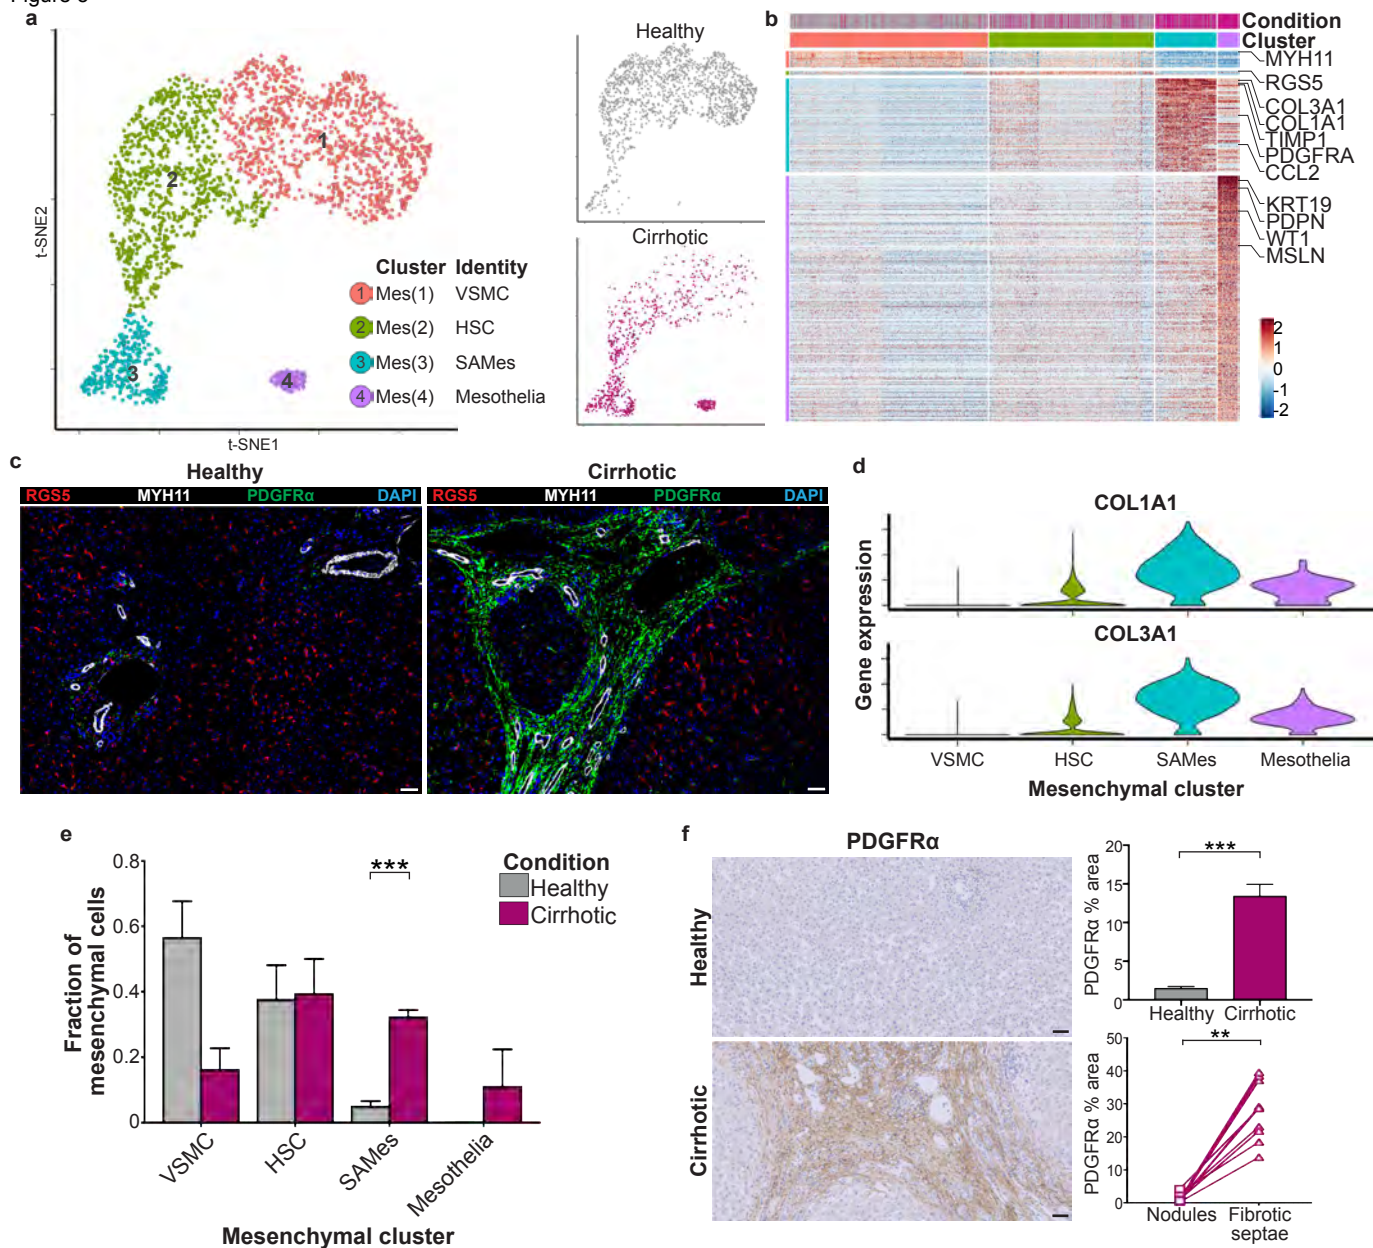 a
t-SNE2
t-SNE1
1
2
3
4
Cluster Identity
1 Mes(1) VSMC
2 Mes(2) HSC
3 Mes(3) SAMes
4 Mes(4) Mesothelia
Healthy
Cirrhotic
b
Condition
Cluster
MYH11
RGS5
COL3A1
COL1A1
TIMP1
PDGFRA
CCL2
KRT19
PDPN
WT1
MSLN
2
1
0
-1
-2
c
Healthy
RGS5 MYH11 PDGFRα DAPI
Cirrhotic
RGS5 MYH11 PDGFRα DAPI
d
COL1A1
COL3A1
Gene expression
VSMC HSC SAMes Mesothelia
Mesenchymal cluster
e
Fraction of
mesenchymal cells
0.8
0.6
0.4
0.2
0
***
Condition
Healthy
Cirrhotic
VSMC HSC SAMes Mesothelia
Mesenchymal cluster
f
PDGFRα
Healthy
Cirrhotic
PDGFRα % area
20
15
10
5
0
***
Healthy Cirrhotic
PDGFRα % area
50
40
30
20
10
0
**
Nodules Fibrotic
septae